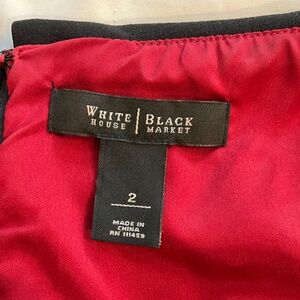 WHITE | BLACK
HOUSE | MARKET
2
MADE IN
CHINA
RN 111459